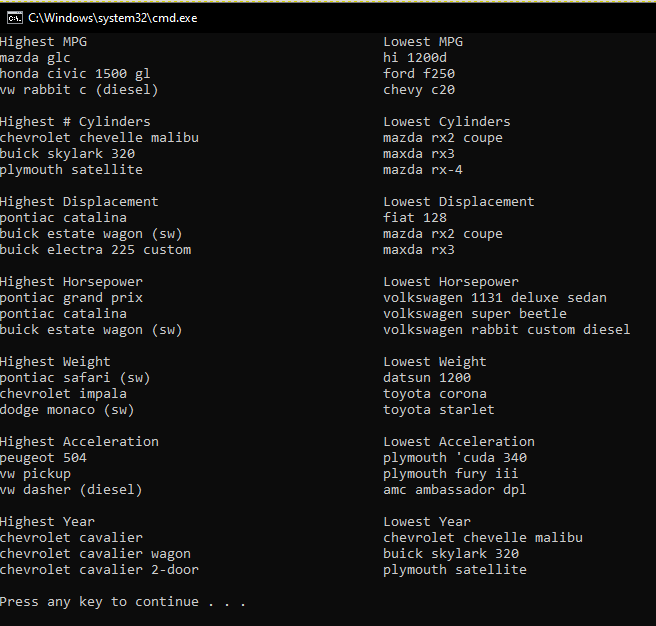 C:\Windows\system32\cmd.exe
Highest MPG Lowest MPG
mazda glc hi 1200d
honda civic 1500 gl ford f250
vw rabbit c (diesel) chevy c20
Highest # Cylinders Lowest Cylinders
chevrolet chevelle malibu mazda rx2 coupe
buick skylark 320 maxda rx3
plymouth satellite mazda rx-4
Highest Displacement Lowest Displacement
pontiac catalina fiat 128
buick estate wagon (sw) mazda rx2 coupe
buick electra 225 custom maxda rx3
Highest Horsepower Lowest Horsepower
pontiac grand prix volkswagen 1131 deluxe sedan
pontiac catalina volkswagen super beetle
buick estate wagon (sw) volkswagen rabbit custom diesel
Highest Weight Lowest Weight
pontiac safari (sw) datsun 1200
chevrolet impala toyota corona
dodge monaco (sw) toyota starlet
Highest Acceleration Lowest Acceleration
peugeot 504 plymouth 'cuda 340
vw pickup plymouth fury iii
vw dasher (diesel) amc ambassador dpl
Highest Year Lowest Year
chevrolet cavalier chevrolet chevelle malibu
chevrolet cavalier wagon buick skylark 320
chevrolet cavalier 2-door plymouth satellite
Press any key to continue . . .